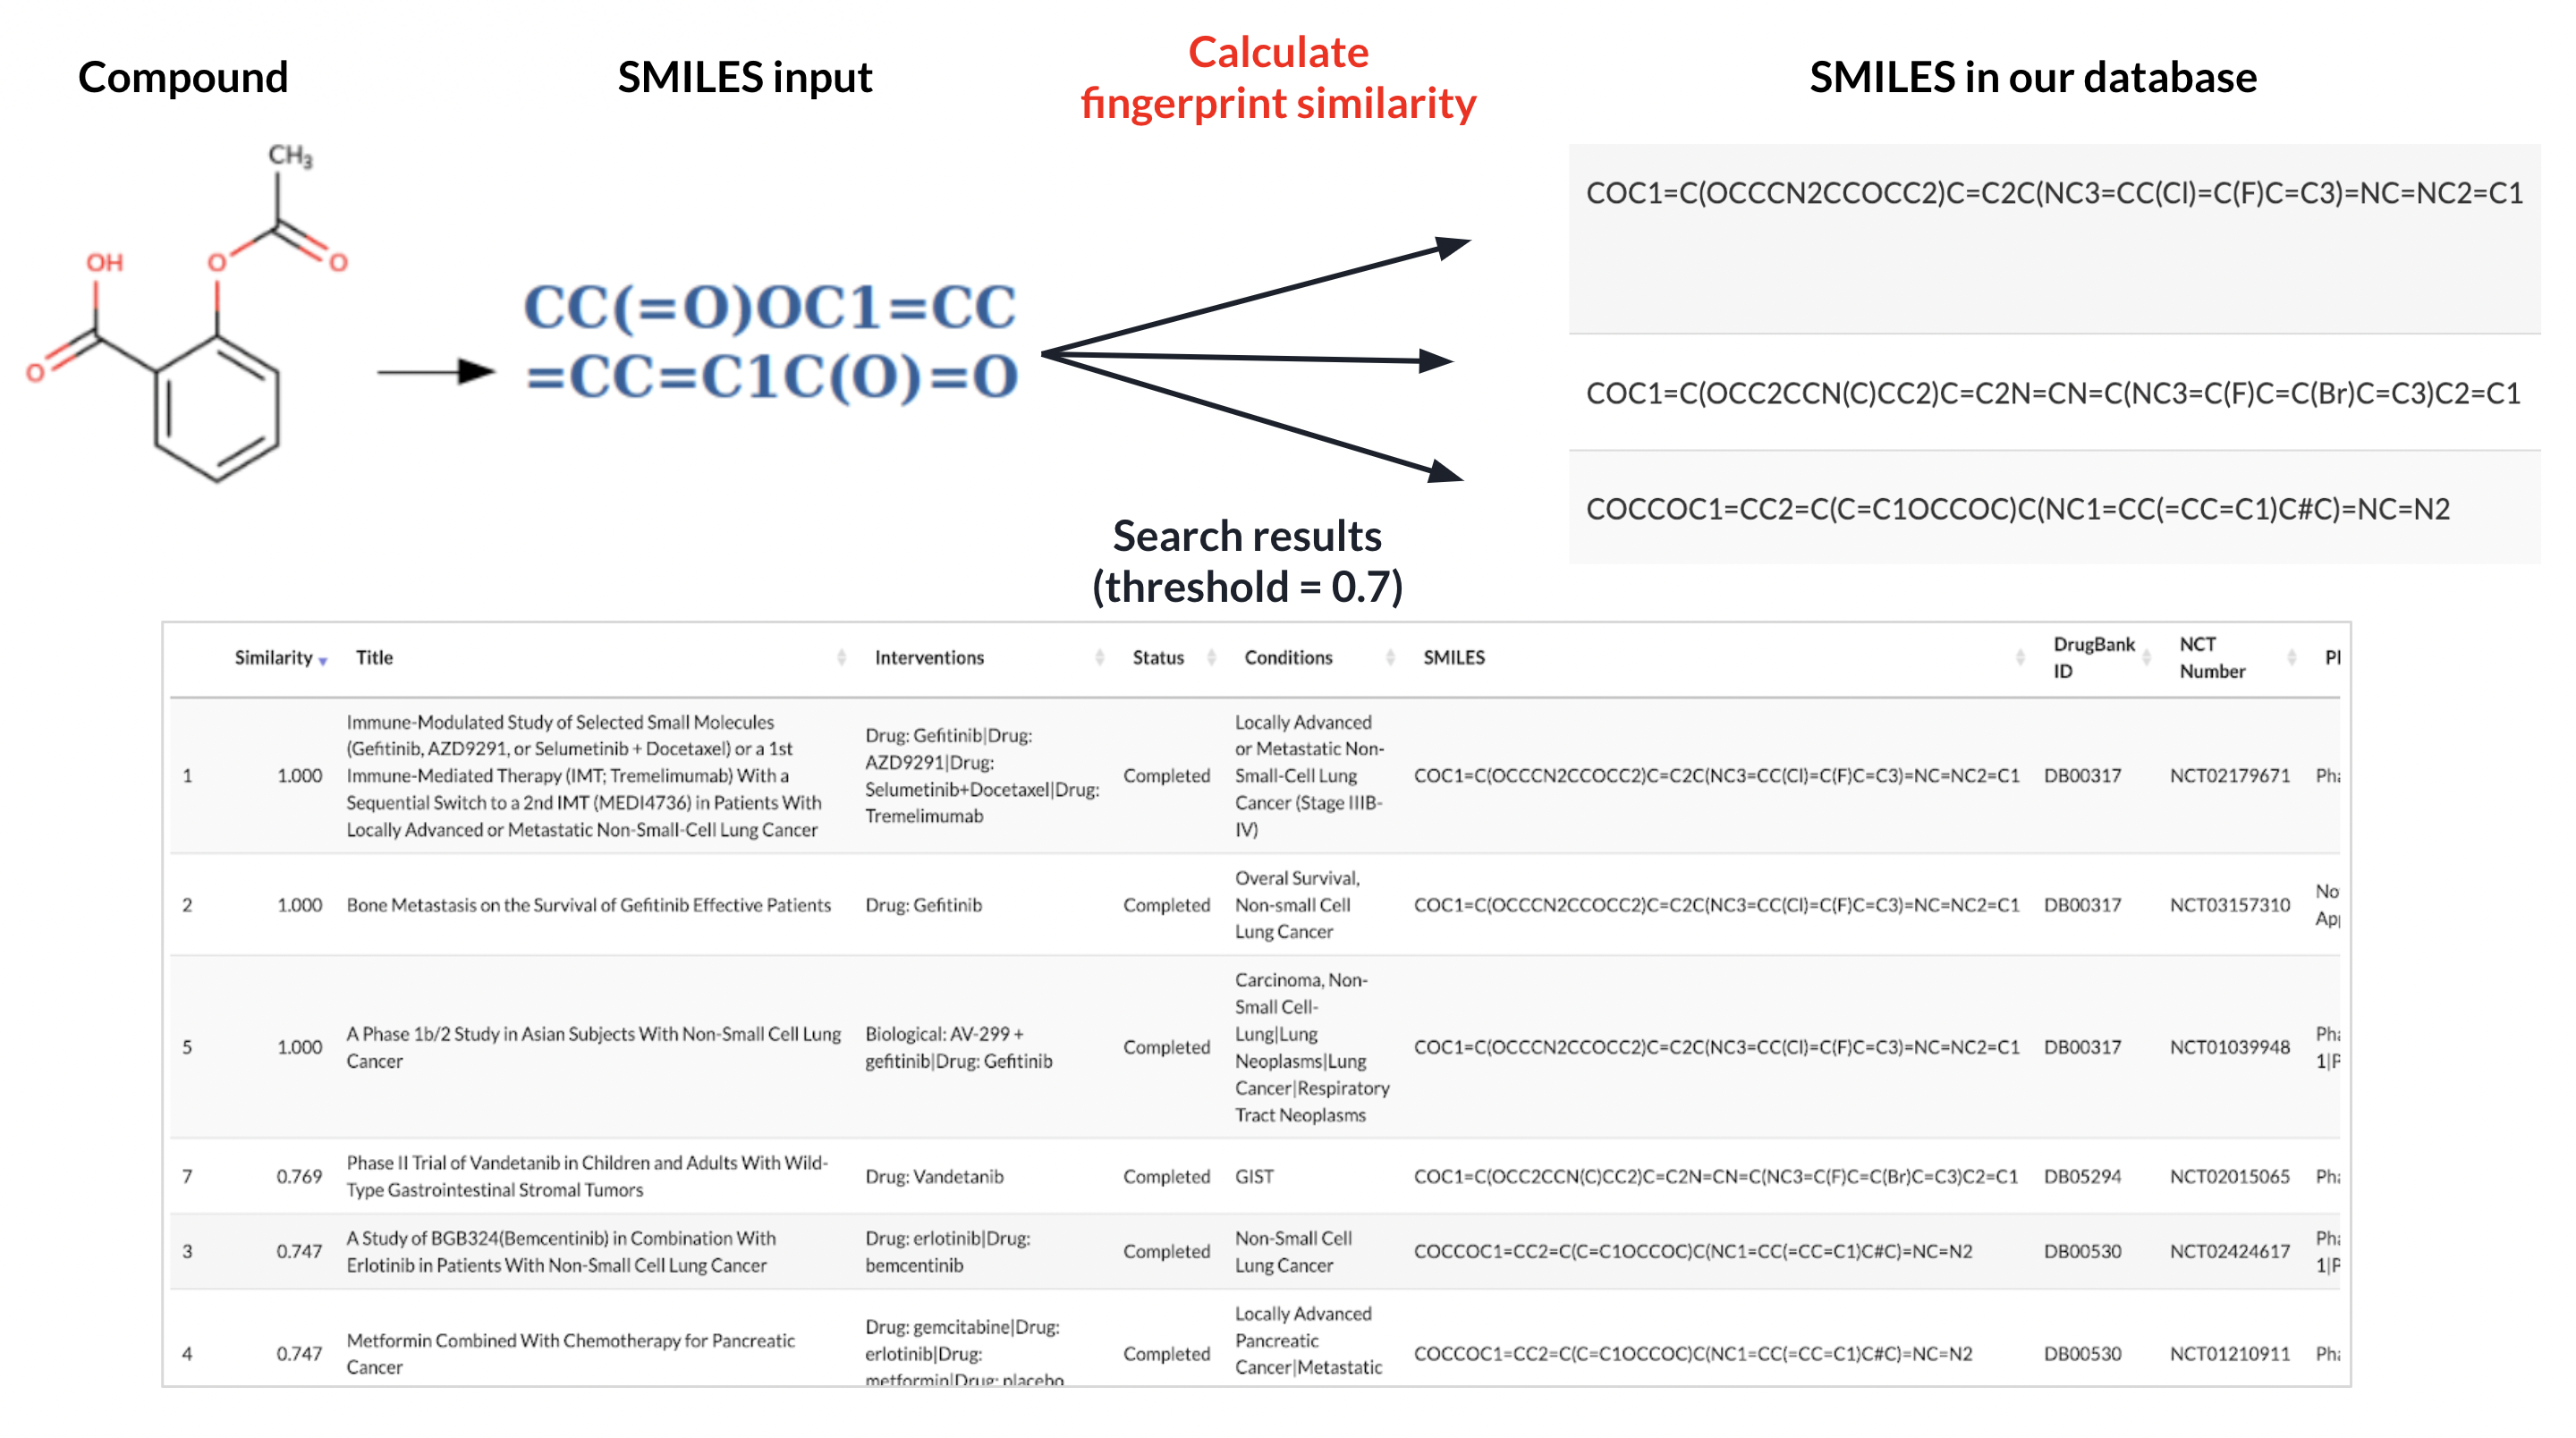 Compound
SMILES input
Calculate
fingerprint similarity
SMILES in our database
CH3
OH
O
O
O
CC(=O)OC1=CC
=CC=C1C(O)=O
COC1=C(OCCCN2CCOCC2)C=C2C(NC3=CC(Cl)=C(F)C=C3)=NC=NC2=C1
COC1=C(OCC2CCN(C)CC2)C=C2N=CN=C(NC3=C(F)C=C(Br)C=C3)C2=C1
COCCOC1=CC2=C(C=C1OCCOC)C(NC1=CC(=CC=C1)C#C)=NC=N2
Search results
(threshold = 0.7)
Similarity Title Interventions Status Conditions SMILES DrugBank ID NCT Number Pl
1 1.000
Immune-Modulated Study of Selected Small Molecules
(Gefitinib, AZD9291, or Selumetinib + Docetaxel) or a 1st
Immune-Mediated Therapy (IMT; Tremelimumab) With a
Sequential Switch to a 2nd IMT (MEDI4736) in Patients With
Locally Advanced or Metastatic Non-Small-Cell Lung Cancer
Drug: Gefitinib|Drug:
AZD9291|Drug:
Selumetinib+Docetaxel|Drug:
Tremelimumab
Completed
Locally Advanced
or Metastatic Non-
Small-Cell Lung
Cancer (Stage IIIB-
IV)
COC1=C(OCCCN2CCOCC2)C=C2C(NC3=CC(Cl)=C(F)C=C3)=NC=NC2=C1 DB00317 NCT02179671 Pha
2 1.000 Bone Metastasis on the Survival of Gefitinib Effective Patients Drug: Gefitinib Completed
Overal Survival,
Non-small Cell
Lung Cancer
COC1=C(OCCCN2CCOCC2)C=C2C(NC3=CC(Cl)=C(F)C=C3)=NC=NC2=C1 DB00317 NCT03157310
No
App
5 1.000
A Phase 1b/2 Study in Asian Subjects With Non-Small Cell Lung
Cancer
Biological: AV-299 +
gefitinib|Drug: Gefitinib
Completed
Carcinoma, Non-
Small Cell-
Lung|Lung
Neoplasms|Lung
Cancer|Respiratory
Tract Neoplasms
COC1=C(OCCCN2CCOCC2)C=C2C(NC3=CC(Cl)=C(F)C=C3)=NC=NC2=C1 DB00317 NCT01039948
Pha
1|P
7 0.769
Phase II Trial of Vandetanib in Children and Adults With Wild-
Type Gastrointestinal Stromal Tumors
Drug: Vandetanib Completed GIST COC1=C(OCC2CCN(C)CC2)C=C2N=CN=C(NC3=C(F)C=C(Br)C=C3)C2=C1 DB05294 NCT02015065 Pha
3 0.747
A Study of BGB324(Bemcentinib) in Combination With
Erlotinib in Patients With Non-Small Cell Lung Cancer
Drug: erlotinib|Drug:
bemcentinib
Completed
Non-Small Cell
Lung Cancer
COCCOC1=CC2=C(C=C1OCCOC)C(NC1=CC(=CC=C1)C#C)=NC=N2 DB00530 NCT02424617
Pha
1|P
4 0.747
Metformin Combined With Chemotherapy for Pancreatic
Cancer
Drug: gemcitabine|Drug:
erlotinib|Drug:
metformin|Drug: placebo
Completed
Locally Advanced
Pancreatic
Cancer|Metastatic
COCCOC1=CC2=C(C=C1OCCOC)C(NC1=CC(=CC=C1)C#C)=NC=N2 DB00530 NCT01210911 Pha